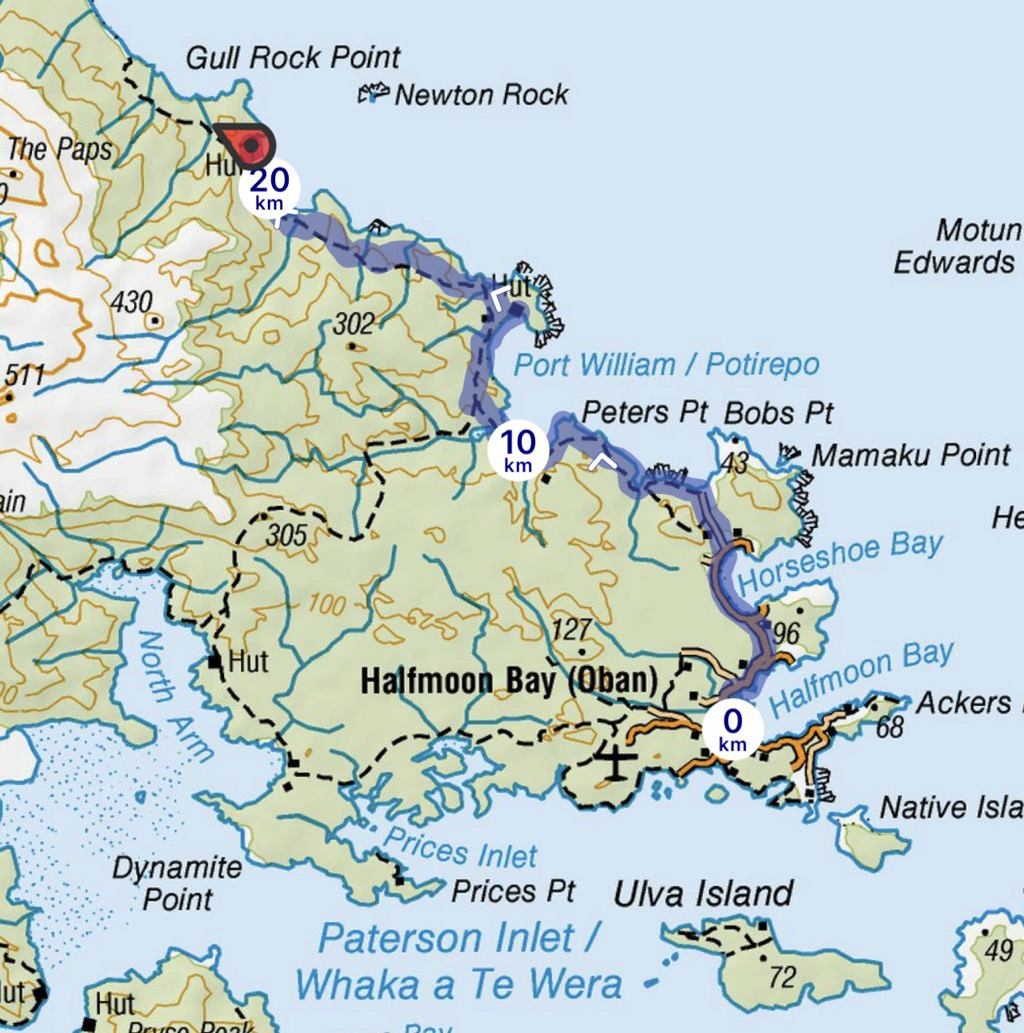 Gull Rock Point
Newton Rock
The Paps
Hut
20
km
Motun
Edwards
Hut
430
302
511
Port William / Potirepo
Peters Pt
Bobs Pt
10
km
43
Mamaku Point
ain
305
He
Horseshoe Bay
100
127
96
North Arm
Hut
Halfmoon Bay (Oban)
Halfmoon Bay
Ackers
0
km
68
Native Isla
Prices Inlet
Dynamite
Point
Prices Pt
Ulva Island
Paterson Inlet /
Whaka a Te Wera
72
49
Hut
Hut
Bay